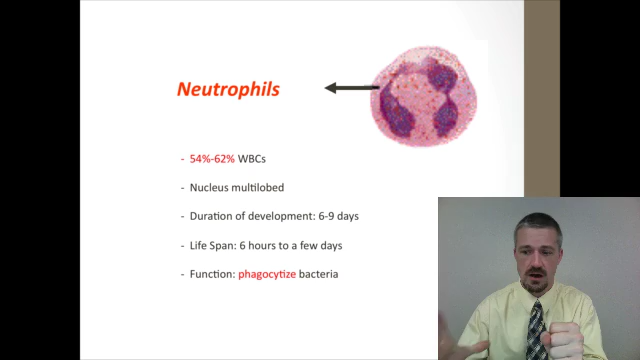 Neutrophils
- 54%-62% WBCs
- Nucleus multilobed
- Duration of development: 6-9 days
- Life Span: 6 hours to a few days
- Function: phagocytize bacteria